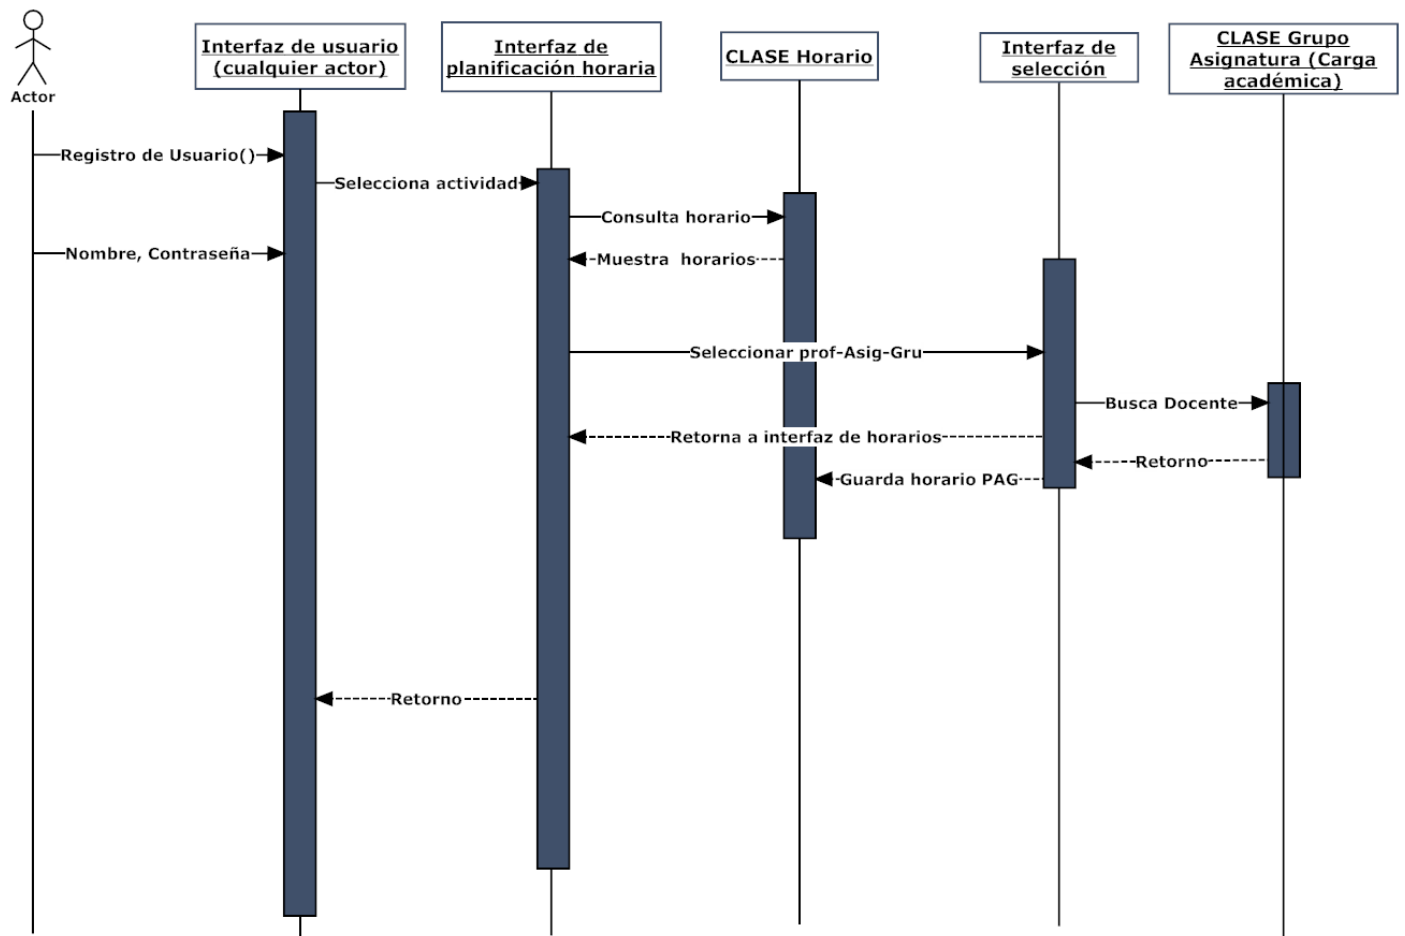 Actor
Interfaz de usuario
(cualquier actor)
Interfaz de
planificación horaria
CLASE Horario
Interfaz de
selección
CLASE Grupo
Asignatura (Carga
académica)
Registro de Usuario()
Selecciona actividad
Consulta horario
Nombre, Contraseña
Muestra horarios
Seleccionar prof-Asig-Gru
Busca Docente
Retorna a interfaz de horarios
Retorno
Guarda horario PAG
Retorno